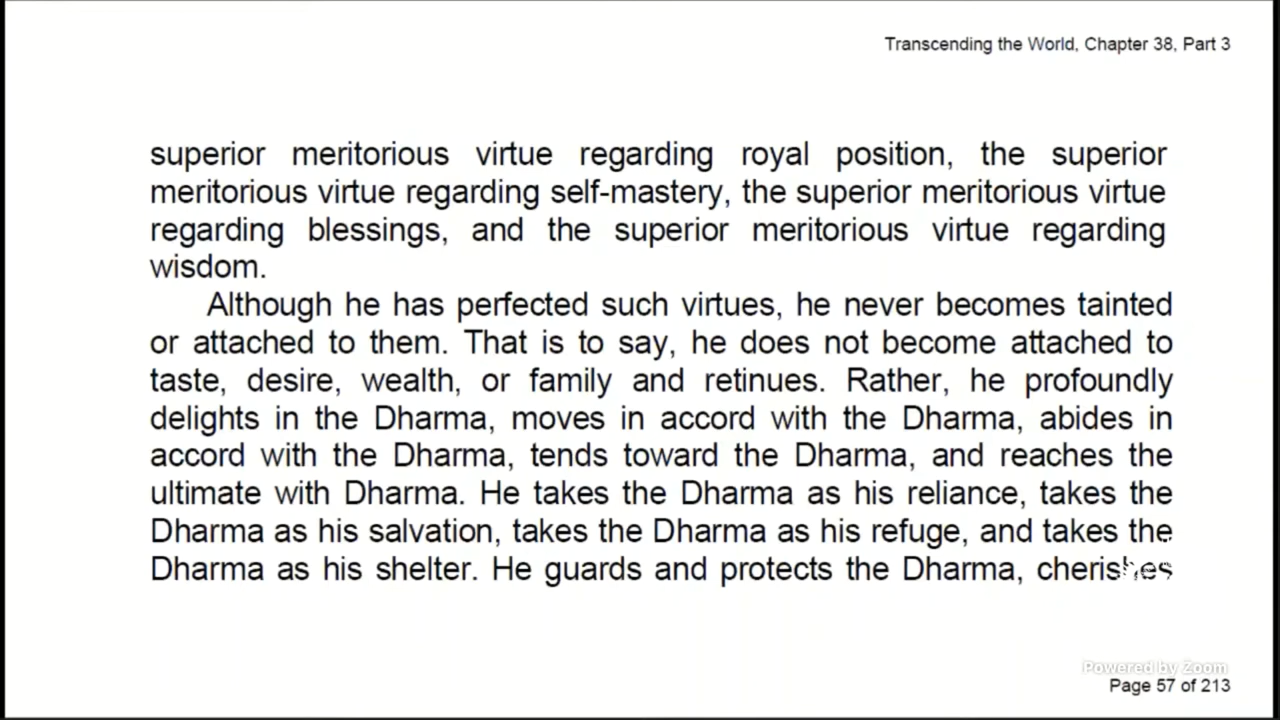 Transcending the World, Chapter 38, Part 3
superior meritorious virtue regarding royal position, the superior
meritorious virtue regarding self-mastery, the superior meritorious virtue
regarding blessings, and the superior meritorious virtue regarding
wisdom.
Although he has perfected such virtues, he never becomes tainted
or attached to them. That is to say, he does not become attached to
taste, desire, wealth, or family and retinues. Rather, he profoundly
delights in the Dharma, moves in accord with the Dharma, abides in
accord with the Dharma, tends toward the Dharma, and reaches the
ultimate with Dharma. He takes the Dharma as his reliance, takes the
Dharma as his salvation, takes the Dharma as his refuge, and takes the
Dharma as his shelter. He guards and protects the Dharma, cherishes
Powered by Zoom
Page 57 of 213